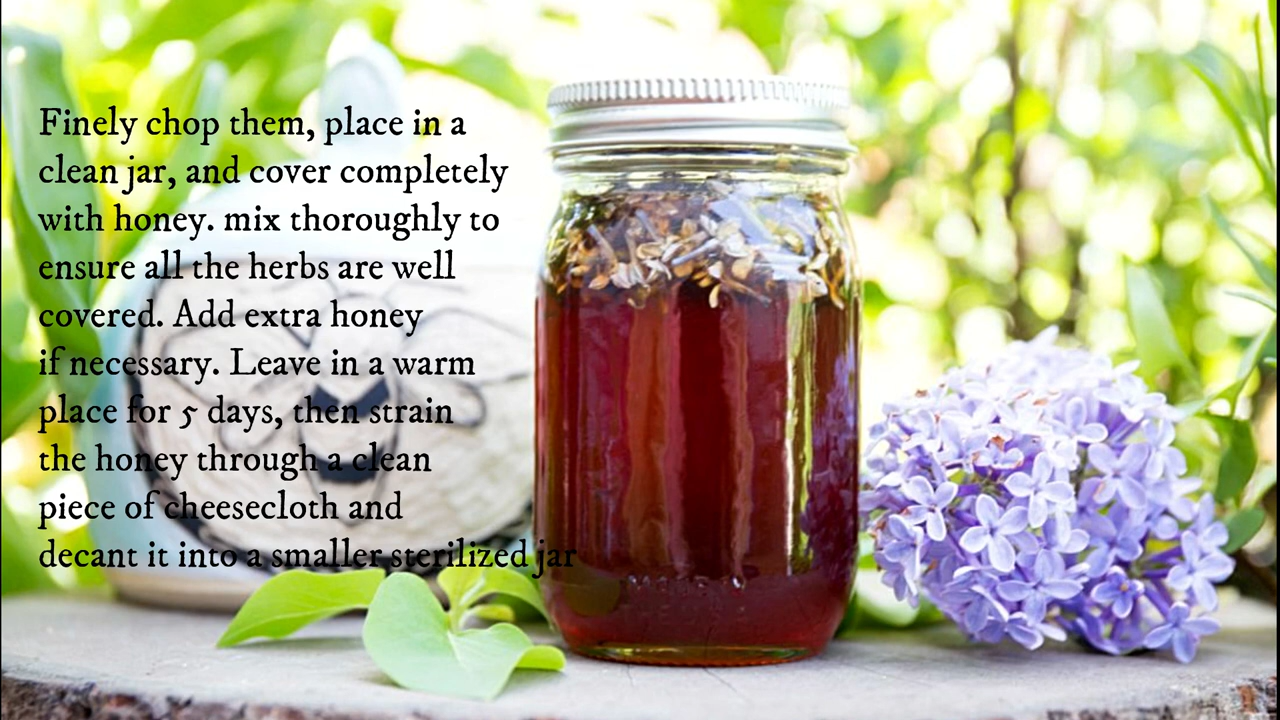 Finely chop them, place in a
clean jar, and cover completely
with honey. mix thoroughly to
ensure all the herbs are well
covered. Add extra honey
if necessary. Leave in a warm
place for 5 days, then strain
the honey through a clean
piece of cheesecloth and
decant it into a smaller sterilized jar